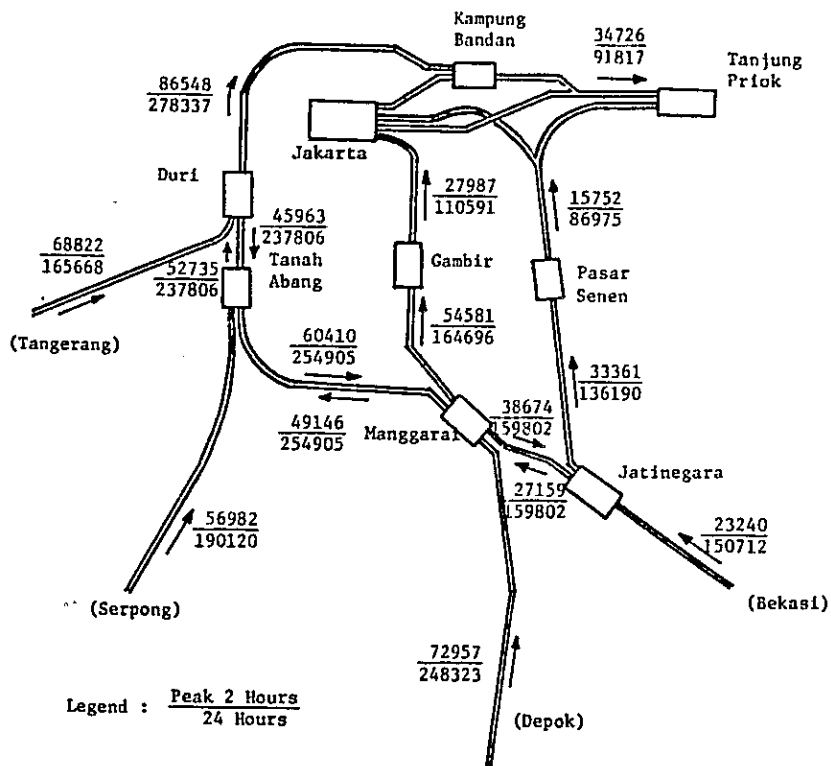 Kampung
Bandan
34726
91817
Tanjung
Priok
86548
278337
Jakarta
Duri
27987
110591
15752
86975
45963
237806
68822
165668
52735
237806
Tanah
Abang
Gambir
Pasar
Senen
54581
164696
(Tangerang)
60410
254905
33361
136190
49146
254905
Manggarai
38674
159802
Jatinegara
27159
159802
56982
190120
23240
150712
(Serpong)
(Bekasi)
72957
248323
Legend : Peak 2 Hours
24 Hours
(Depok)